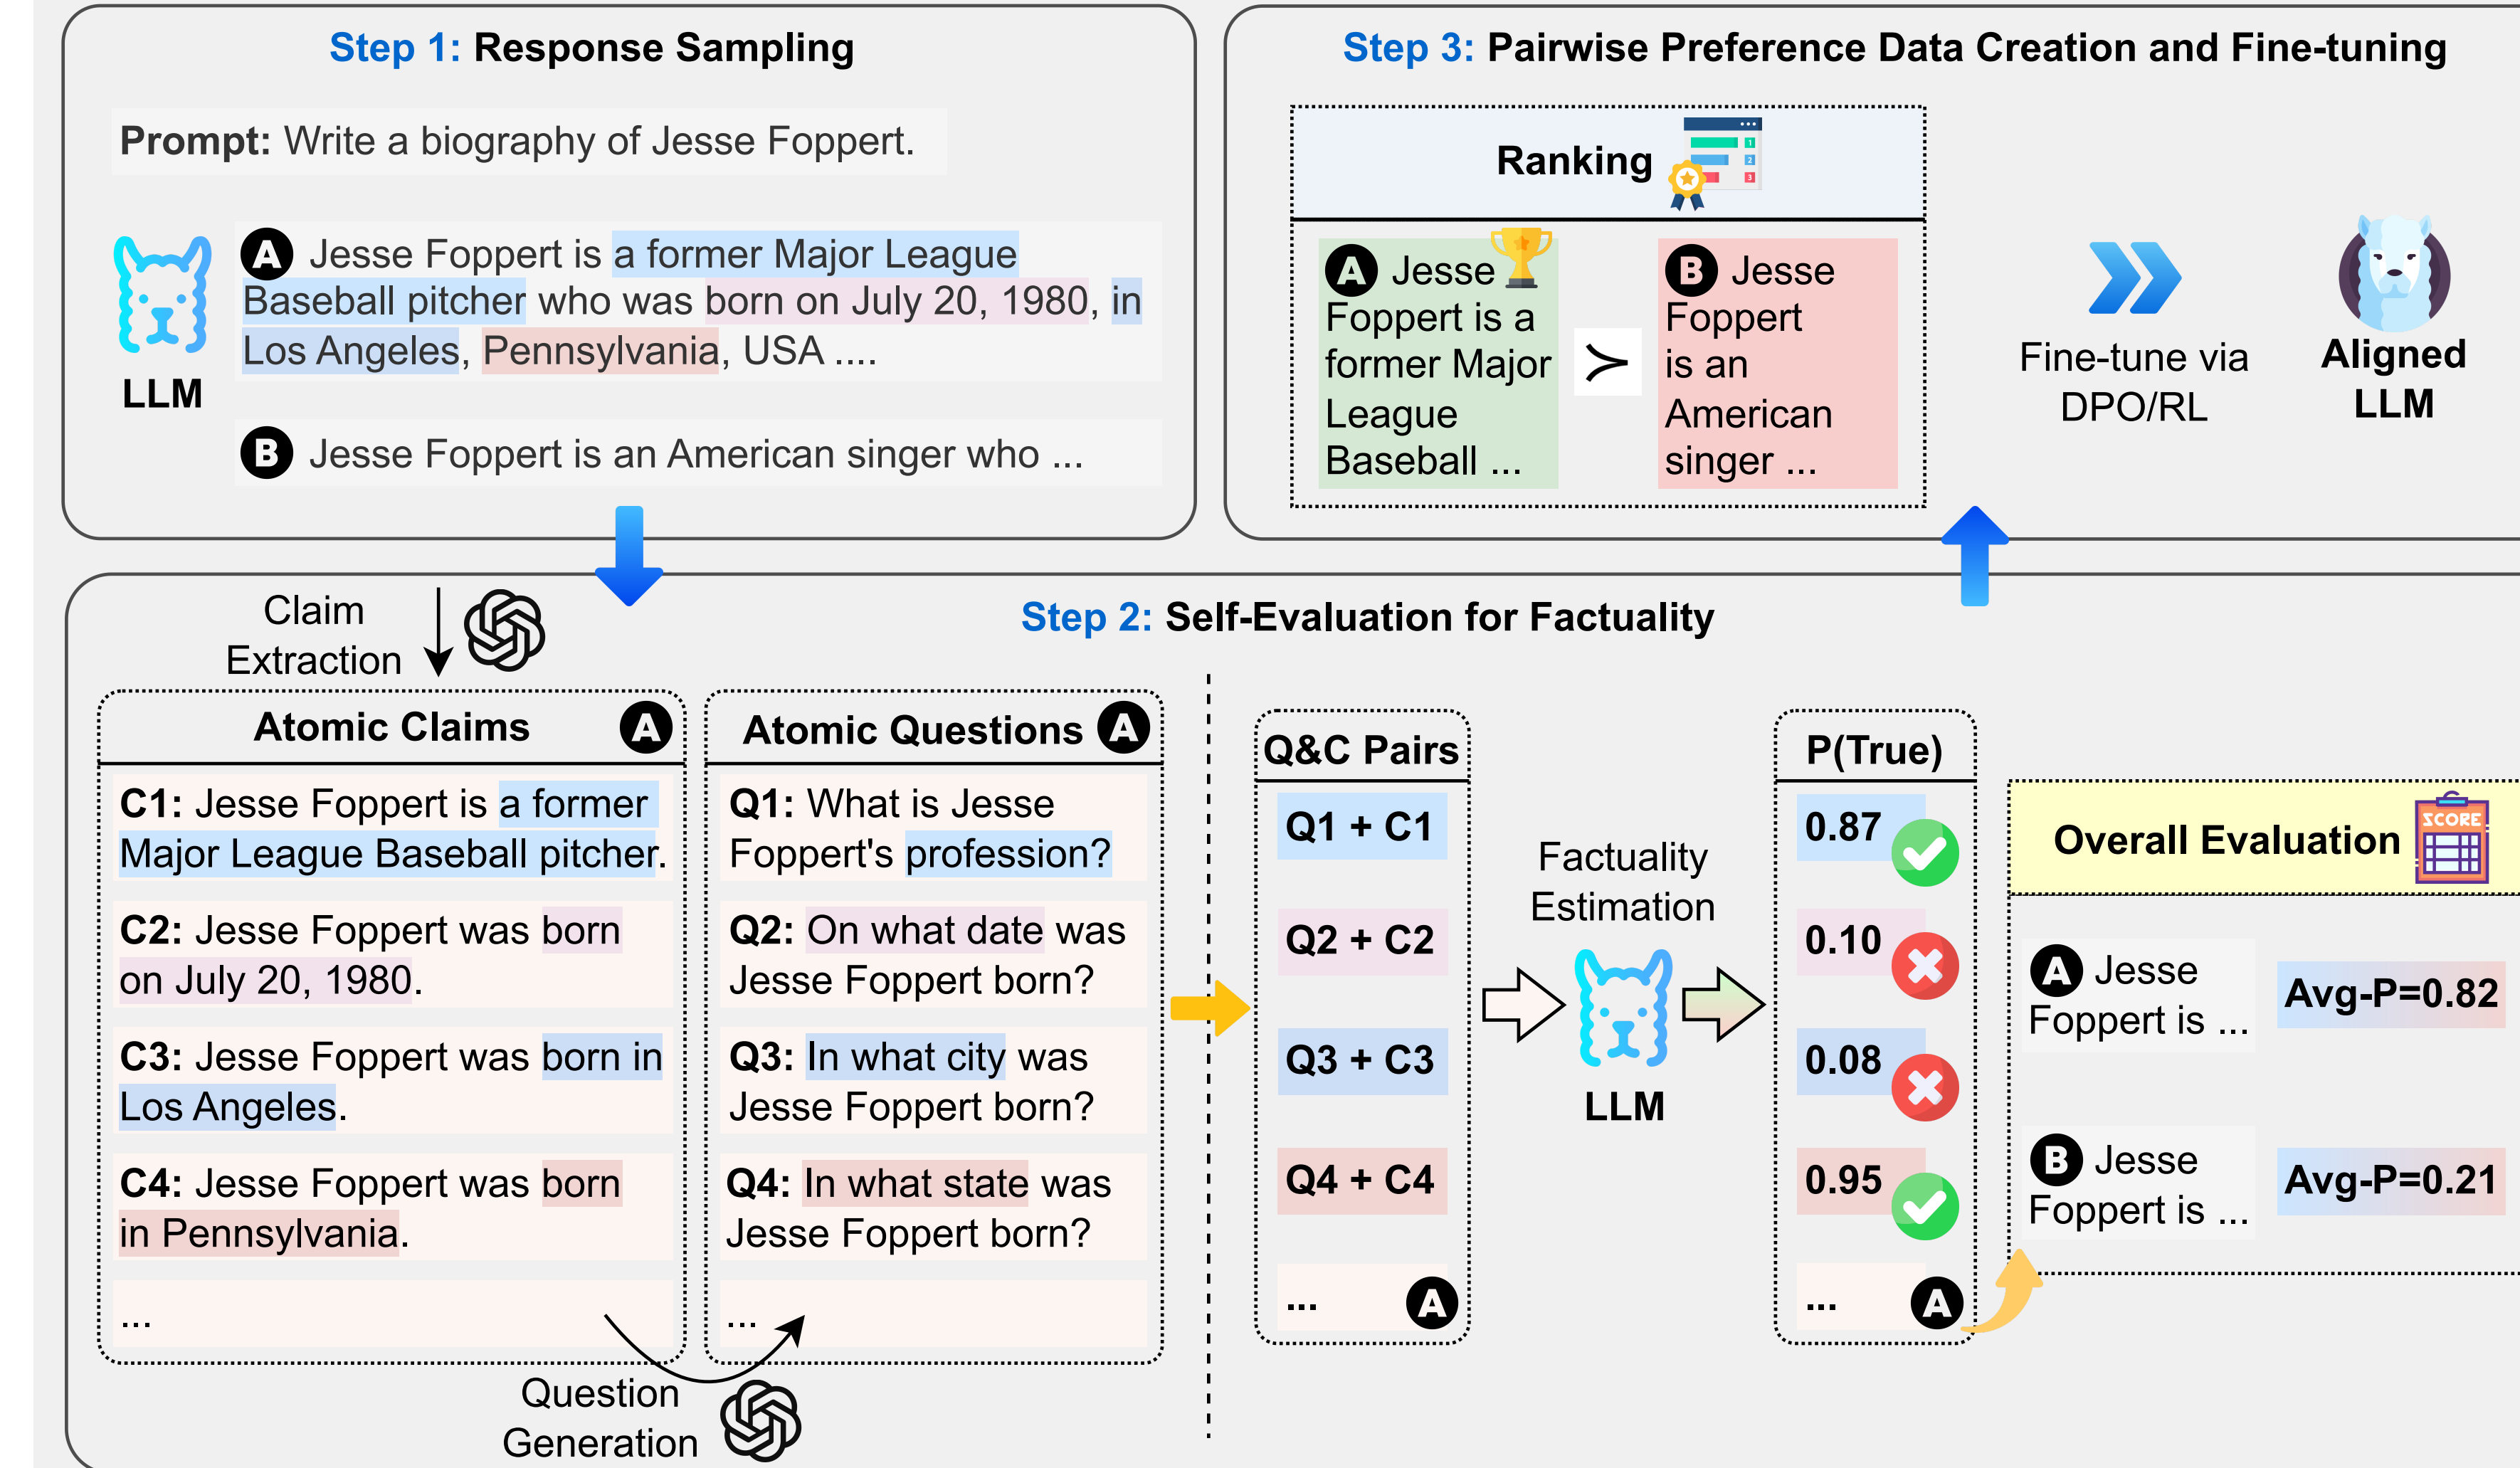 Step 1: Response Sampling
Prompt: Write a biography of Jesse Foppert.
LLM
A Jesse Foppert is a former Major League
Baseball pitcher who was born on July 20, 1980, in
Los Angeles, Pennsylvania, USA ....
B Jesse Foppert is an American singer who ...
Step 3: Pairwise Preference Data Creation and Fine-tuning
Ranking
1
2
3
A Jesse
Foppert is a
former Major
League
Baseball ...
≻
B Jesse
Foppert
is an
American
singer ...
Fine-tune via
DPO/RL
Aligned
LLM
Step 2: Self-Evaluation for Factuality
Claim
Extraction
Atomic Claims A
C1: Jesse Foppert is a former
Major League Baseball pitcher.
C2: Jesse Foppert was born
on July 20, 1980.
C3: Jesse Foppert was born in
Los Angeles.
C4: Jesse Foppert was born
in Pennsylvania.
...
Question
Generation
Atomic Questions A
Q1: What is Jesse
Foppert's profession?
Q2: On what date was
Jesse Foppert born?
Q3: In what city was
Jesse Foppert born?
Q4: In what state was
Jesse Foppert born?
...
Q&C Pairs
Q1 + C1
Q2 + C2
Q3 + C3
Q4 + C4
... A
Factuality
Estimation
LLM
P(True)
0.87
0.10
0.08
0.95
... A
Overall Evaluation
SCORE
A Jesse
Foppert is ...
Avg-P=0.82
B Jesse
Foppert is ...
Avg-P=0.21